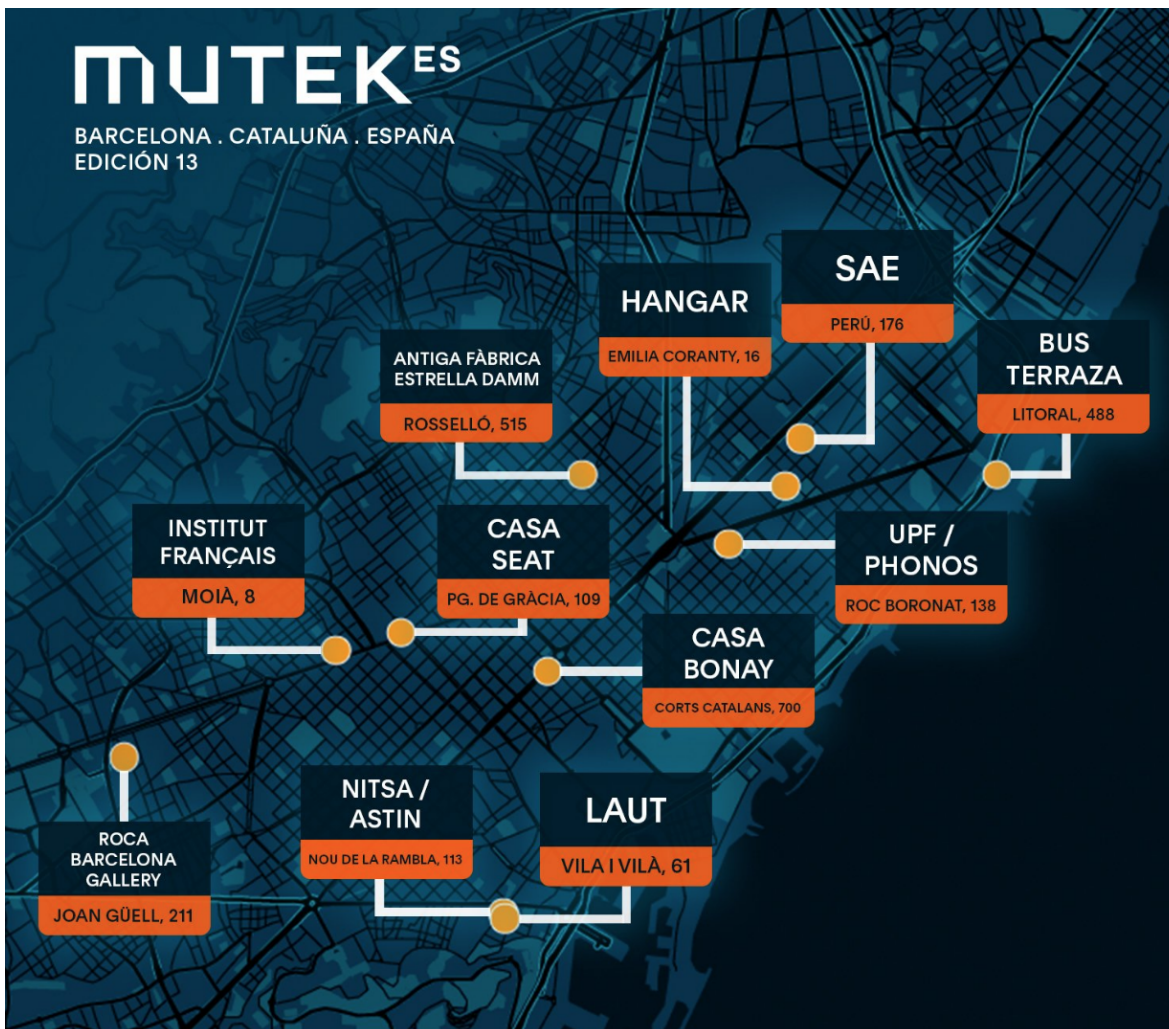 MUTEK ES
BARCELONA . CATALUÑA . ESPAÑA
EDICIÓN 13
SAE
PERÚ, 176
HANGAR
EMILIA CORANTY, 16
BUS
TERRAZA
LITORAL, 488
ANTIGA FÀBRICA
ESTRELLA DAMM
ROSSELLÓ, 515
INSTITUT
FRANÇAIS
MOIÀ, 8
CASA
SEAT
PG. DE GRÀCIA, 109
UPF /
PHONOS
ROC BORONAT, 138
CASA
BONAY
CORTS CATALANS, 700
NITSA /
ASTIN
NOU DE LA RAMBLA, 113
LAUT
VILA I VILÀ, 61
ROCA
BARCELONA
GALLERY
JOAN GÜELL, 211